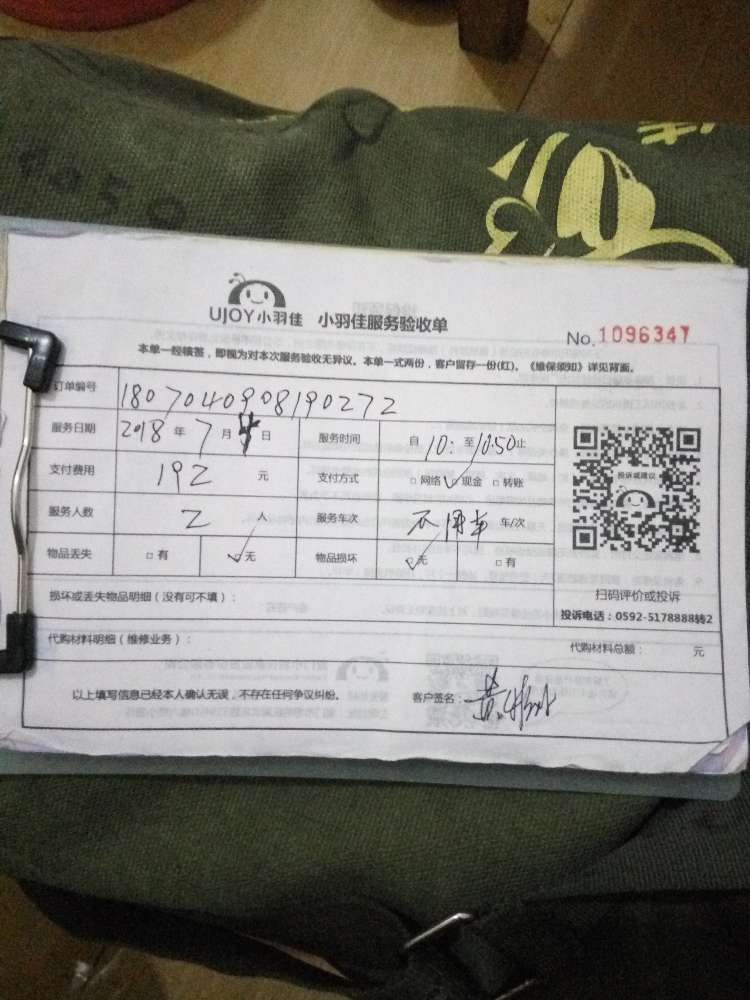 UJOY小羽佳 小羽佳服务验收单
No.1096347
本单一经核签，即视为对本次服务验收无异议。本单一式两份，客户留存一份(红)。《维保须知》详见背面。
订单编号 1807040908190272
服务日期 2018 年 7 月 4 日 服务时间 自 10: 至 10:50 止
支付费用 192 元 支付方式 □网络 ✓现金 □转账
服务人数 2 人 服务车次 不用车 车/次
物品丢失 □有 ✓无 物品损坏 ✓无 □有
投诉或建议
扫码评价或投诉
投诉电话：0592-5178888转2
损坏或丢失物品明细（没有可不填）：
代购材料明细（维修业务）： 代购材料总额： 元
以上填写信息已经本人确认无误，不存在任何争议纠纷。 客户签名： 黄